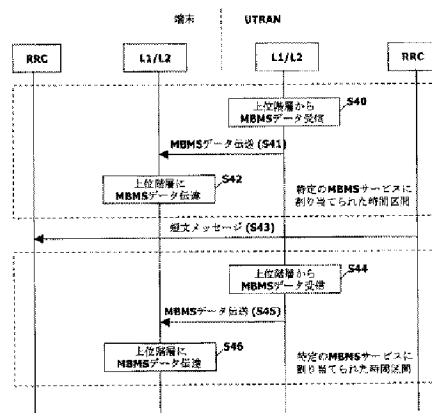 端末 UTRAN
RRC L1/L2 L1/L2 RRC
上位階層から
MBMSデータ受信
S40
MBMSデータ伝送 (S41)
上位階層に
MBMSデータ伝達
S42
特定のMBMSサービスに
割り当てられた時間区間
短文メッセージ (S43)
上位階層から
MBMSデータ受信
S44
MBMSデータ伝送 (S45)
上位階層に
MBMSデータ伝達
S46
特定のMBMSサービスに
割り当てられた時間区間